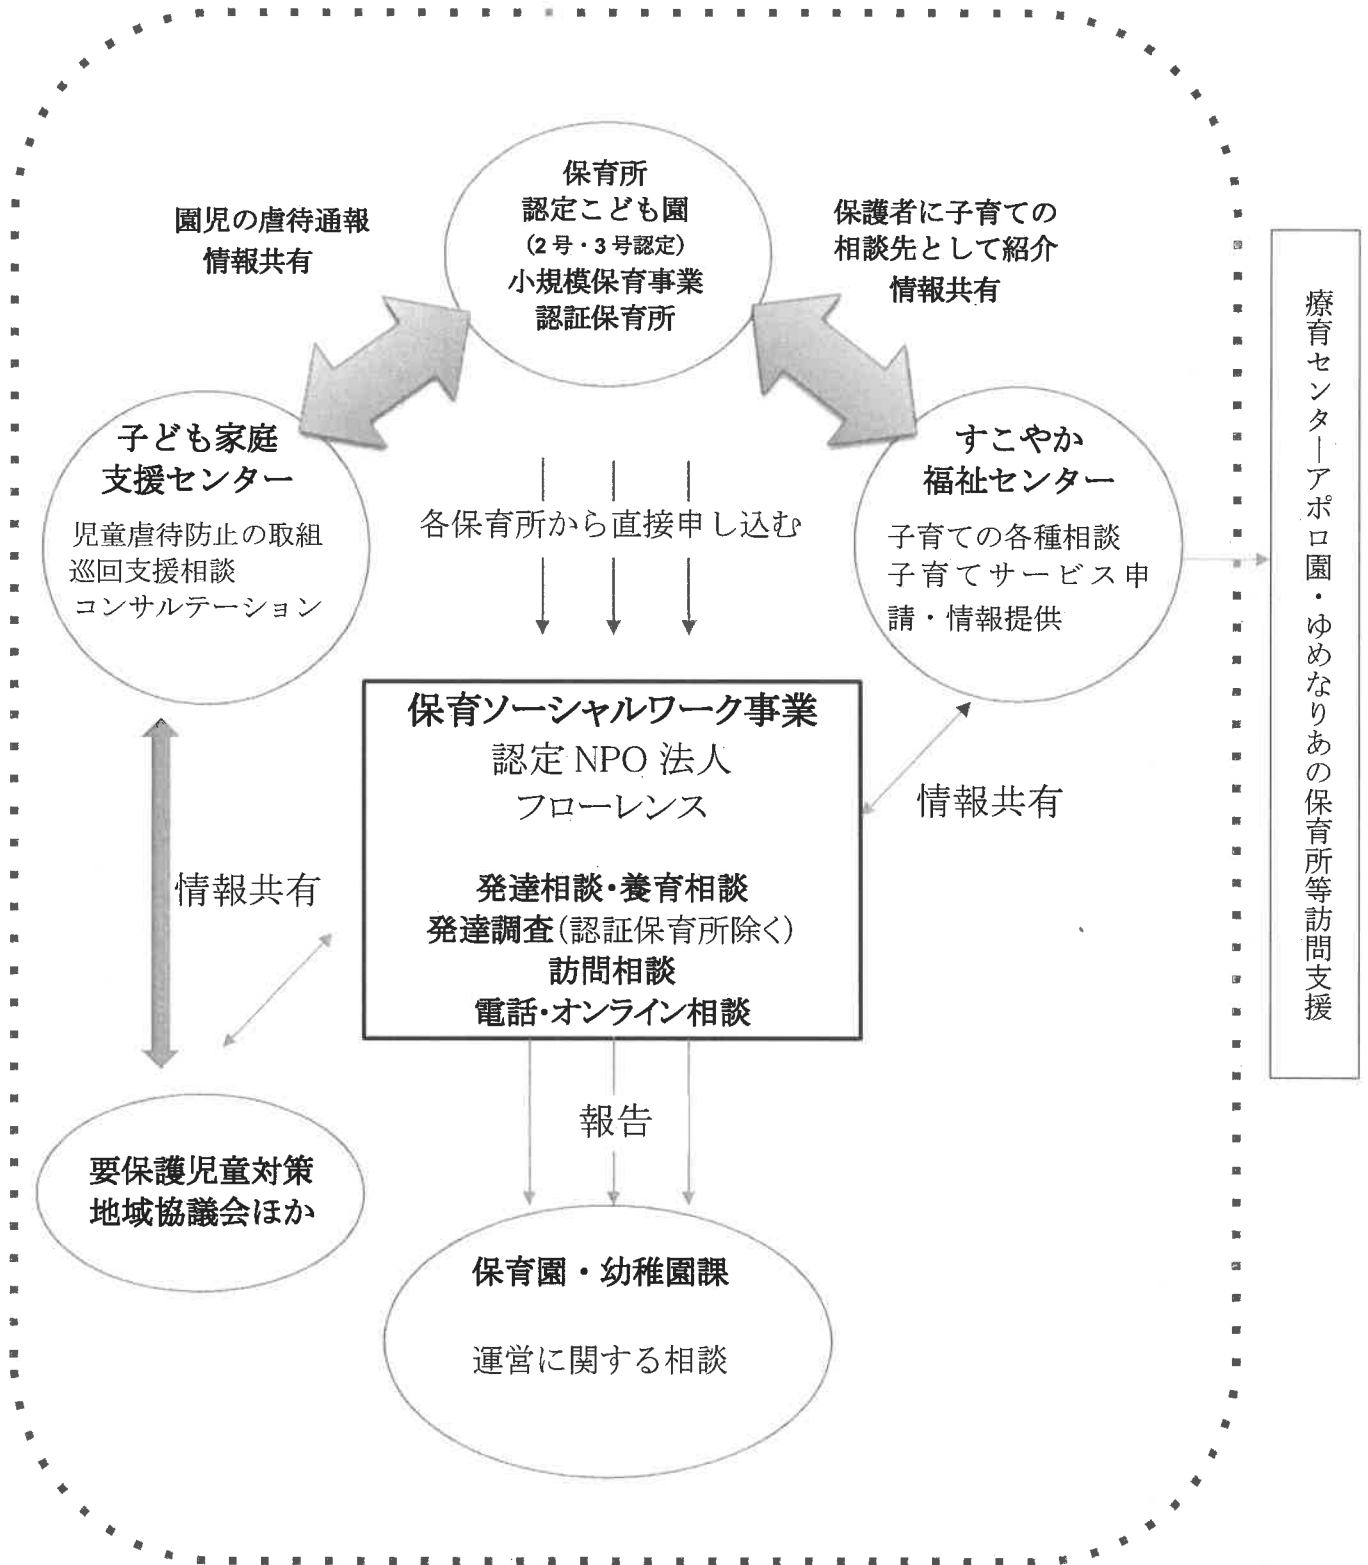 保育所
認定こども園
（2号・3号認定）
小規模保育事業
認証保育所
園児の虐待通報
情報共有
保護者に子育ての
相談先として紹介
情報共有
子ども家庭
支援センター
児童虐待防止の取組
巡回支援相談
コンサルテーション
各保育所から直接申し込む
すこやか
福祉センター
子育ての各種相談
子育てサービス申
請・情報提供
療育センターアポロ園・ゆめなりあの保育所等訪問支援
保育ソーシャルワーク事業
認定 NPO 法人
フローレンス
発達相談・養育相談
発達調査（認証保育所除く）
訪問相談
電話・オンライン相談
情報共有
情報共有
報告
要保護児童対策
地域協議会ほか
保育園・幼稚園課
運営に関する相談